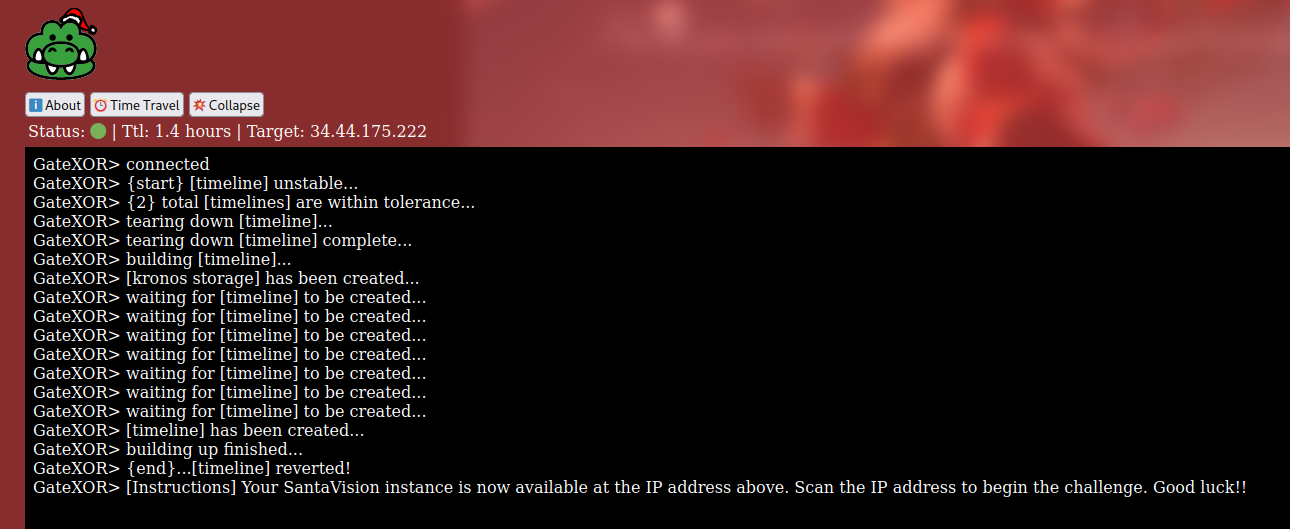 About Time Travel Collapse
Status: | Ttl: 1.4 hours | Target: 34.44.175.222
GateXOR> connected
GateXOR> {start} [timeline] unstable...
GateXOR> {2} total [timelines] are within tolerance...
GateXOR> tearing down [timeline]...
GateXOR> tearing down [timeline] complete...
GateXOR> building [timeline]...
GateXOR> [kronos storage] has been created...
GateXOR> waiting for [timeline] to be created...
GateXOR> waiting for [timeline] to be created...
GateXOR> waiting for [timeline] to be created...
GateXOR> waiting for [timeline] to be created...
GateXOR> waiting for [timeline] to be created...
GateXOR> waiting for [timeline] to be created...
GateXOR> waiting for [timeline] to be created...
GateXOR> [timeline] has been created...
GateXOR> building up finished...
GateXOR> {end}...[timeline] reverted!
GateXOR> [Instructions] Your SantaVision instance is now available at the IP address above. Scan the IP address to begin the challenge. Good luck!!